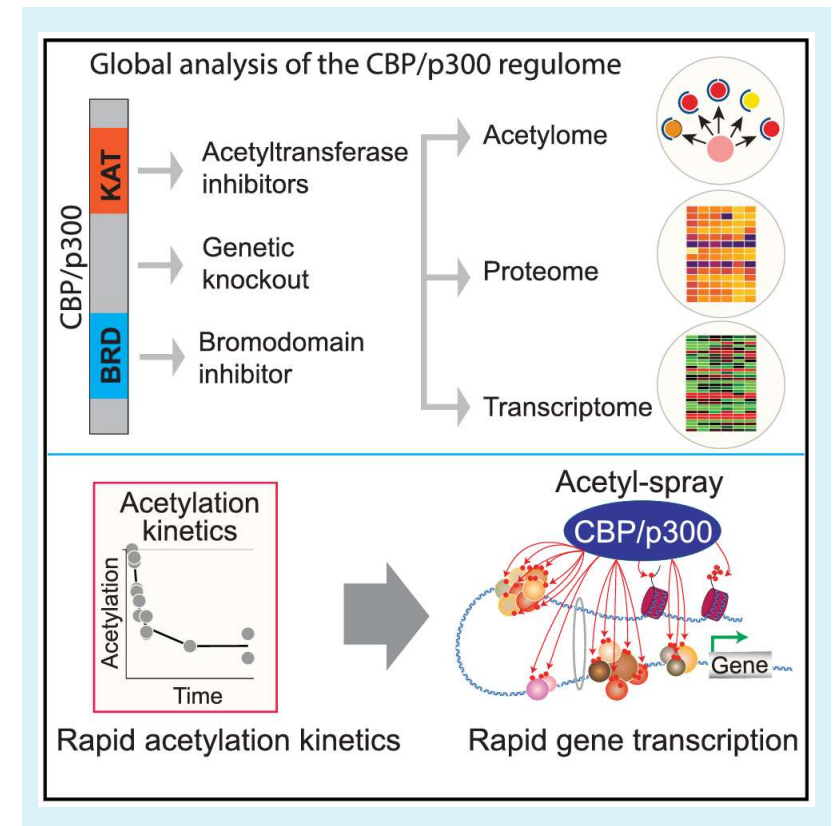 Global analysis of the CBP/p300 regulome
CBP/p300
KAT
BRD
Acetyltransferase
inhibitors
Genetic
knockout
Bromodomain
inhibitor
Acetylome
Proteome
Transcriptome
Acetylation
kinetics
Acetylation
Time
Rapid acetylation kinetics
Acetyl-spray
CBP/p300
Gene
Rapid gene transcription